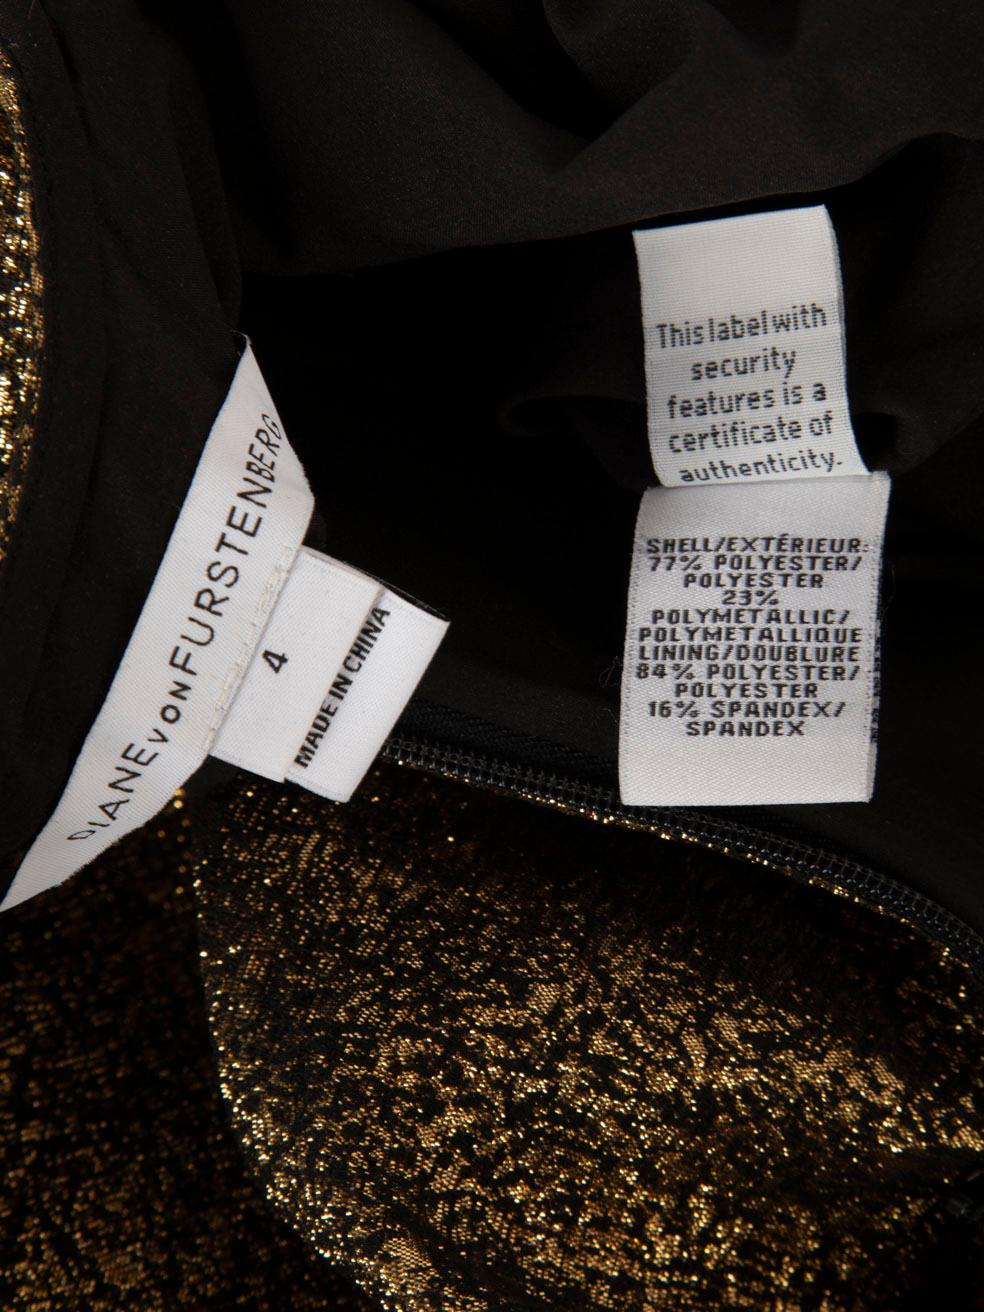 DIANE von FURSTENBERG
4
MADE IN CHINA
This label with
security
features is a
certificate of
authenticity.
SHELL/EXTÉRIEUR:
77% POLYESTER/
POLYESTER
23%
POLYMETALLIC/
POLYMETALLIQUE
LINING/DOUBLURE
84% POLYESTER/
POLYESTER
16% SPANDEX/
SPANDEX